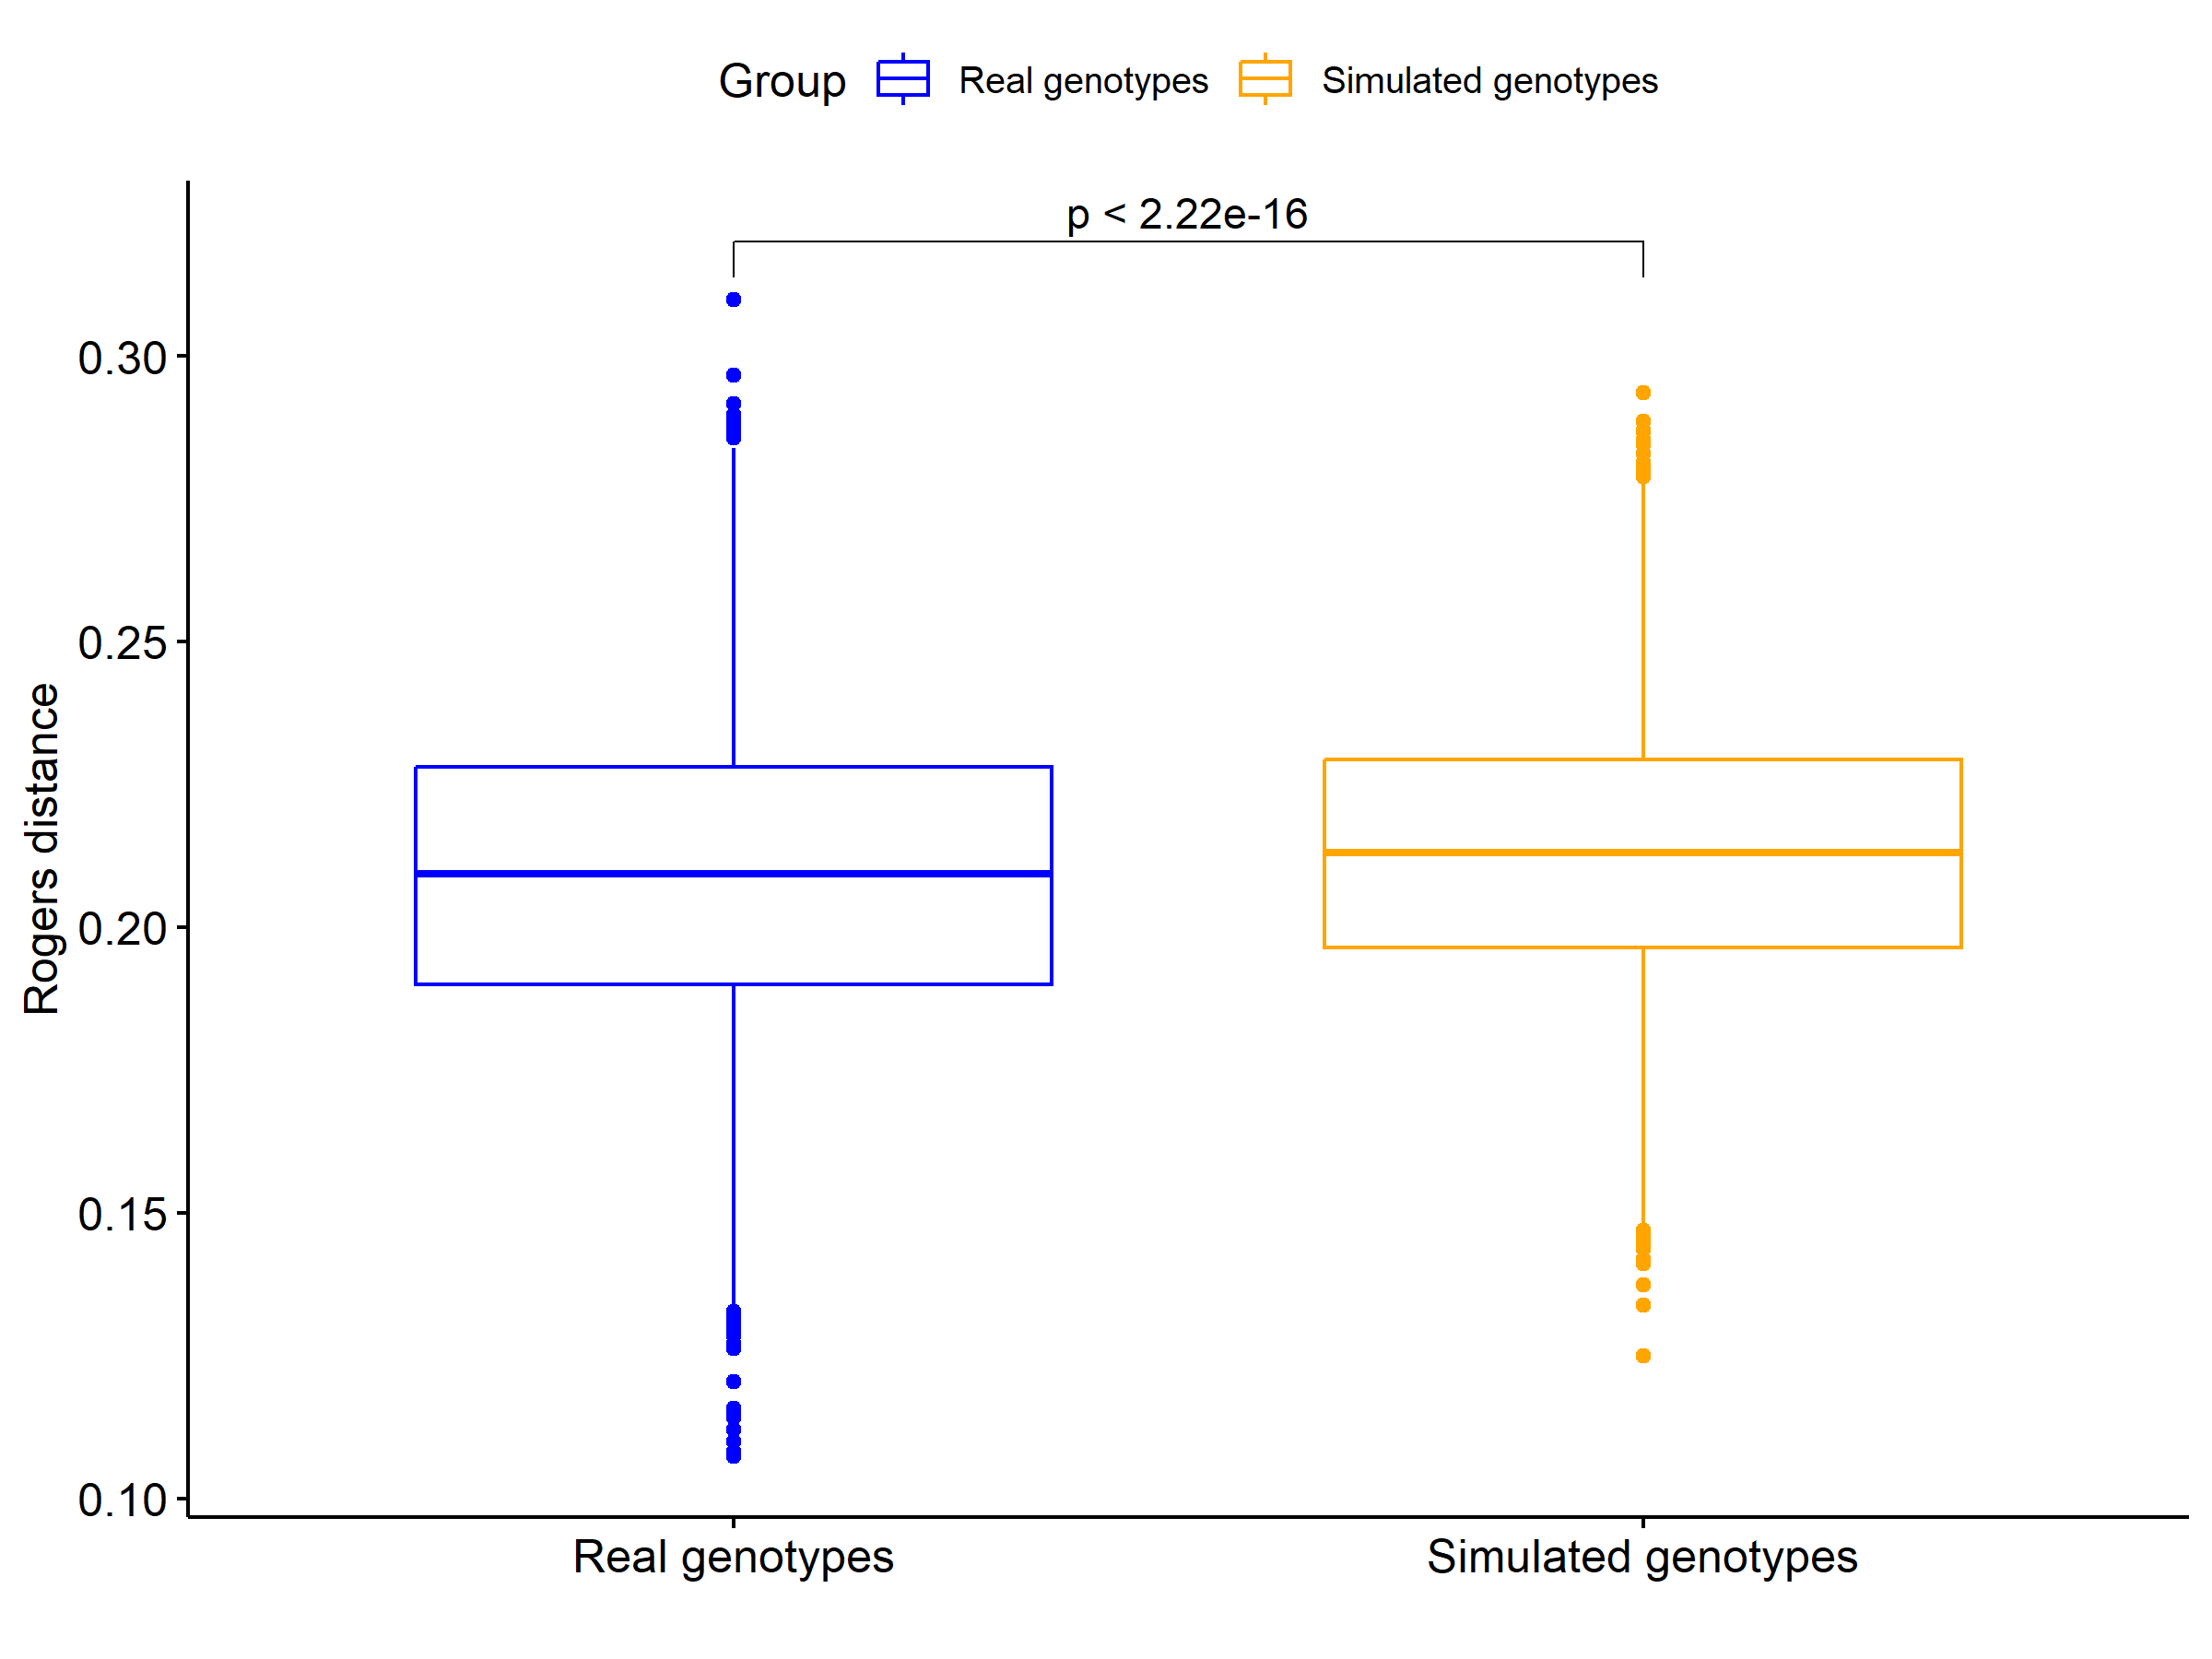 Group Real genotypes Simulated genotypes
p < 2.22e-16
0.30
0.25
0.20
0.15
0.10
Rogers distance
Real genotypes Simulated genotypes